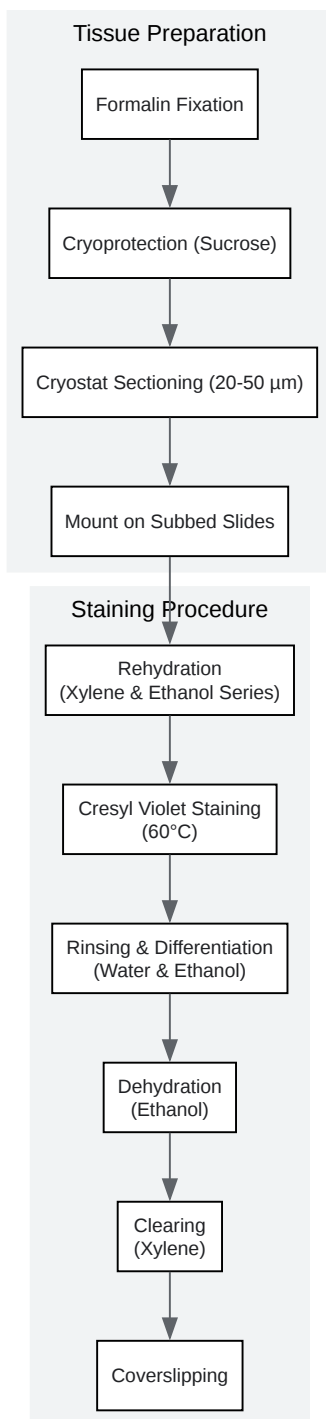 Tissue Preparation
Formalin Fixation
Cryoprotection (Sucrose)
Cryostat Sectioning (20-50 µm)
Mount on Subbed Slides
Staining Procedure
Rehydration
(Xylene & Ethanol Series)
Cresyl Violet Staining
(60°C)
Rinsing & Differentiation
(Water & Ethanol)
Dehydration
(Ethanol)
Clearing
(Xylene)
Coverslipping